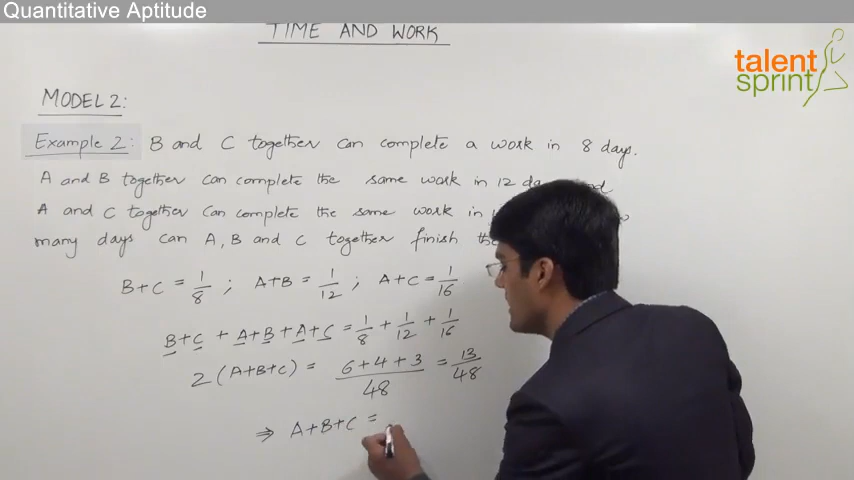 Quantitative Aptitude
TIME AND WORK
talent
sprint
MODEL 2:
Example 2: B and C together can complete a work in 8 days.
A and B together can complete the same work in 12
A and C together can complete the same work in
many days can A, B and C together finish
B+C = 1/8 ; A+B = 1/12 ; A+C = 1/16
B+C + A+B + A+C = 1/8 + 1/12 + 1/16
2 (A+B+C) = 6+4+3/48 = 13/48
⇒ A+B+C =